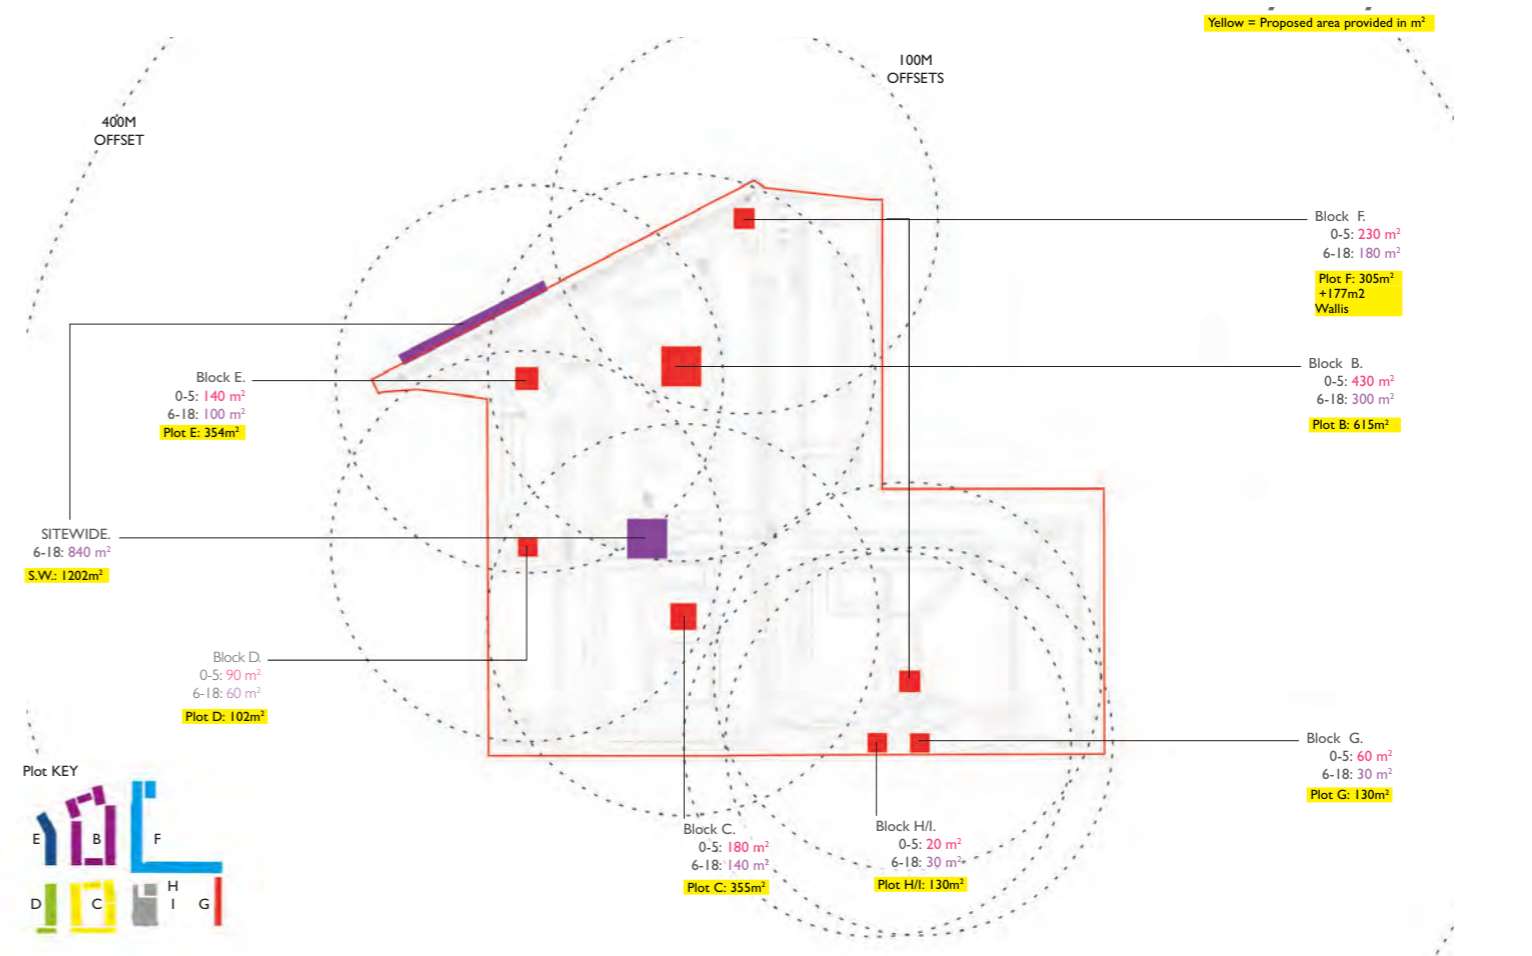 Yellow = Proposed area provided in m²
100M
OFFSETS
400M
OFFSET
Block F.
0-5: 230 m²
6-18: 180 m²
Plot F: 305m²
+177m2
Wallis
Block B.
0-5: 430 m²
6-18: 300 m²
Plot B: 615m²
Block E.
0-5: 140 m²
6-18: 100 m²
Plot E: 354m²
SITEWIDE.
6-18: 840 m²
S.W.: 1202m²
Block D.
0-5: 90 m²
6-18: 60 m²
Plot D: 102m²
Block G.
0-5: 60 m²
6-18: 30 m²
Plot G: 130m²
Block C.
0-5: 180 m²
6-18: 140 m²
Plot C: 355m²
Block H/I.
0-5: 20 m²
6-18: 30 m²
Plot H/I: 130m²
Plot KEY
E B F
H
D C I G